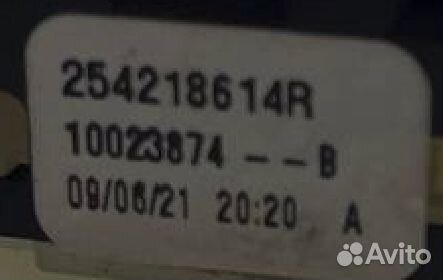 254218614R
10023874 -- B
09/06/21 20:20 A
Avito